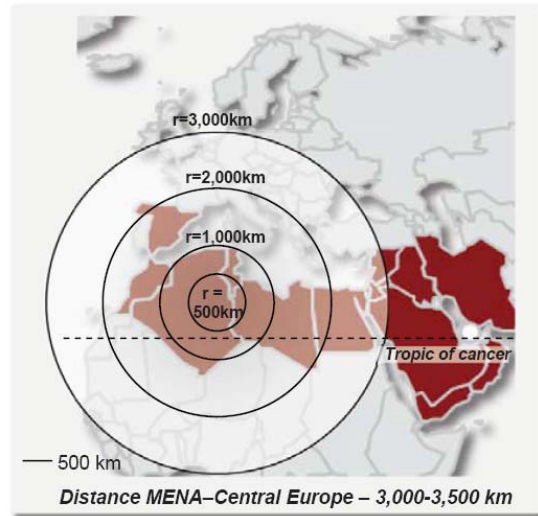 r=3,000km
r=2,000km
r=1,000km
r =
500km
Tropic of cancer
500 km
Distance MENA–Central Europe – 3,000-3,500 km